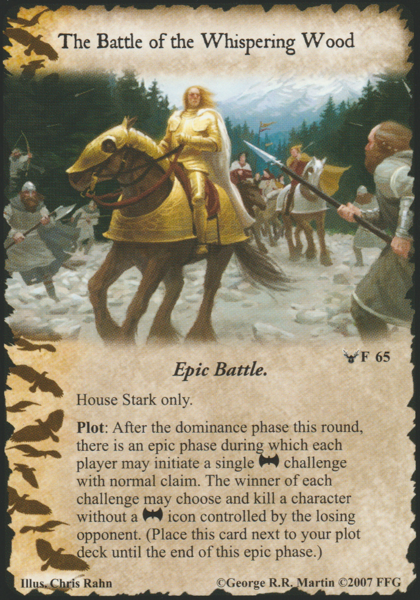 The Battle of the Whispering Wood
F 65
Epic Battle.
House Stark only.
Plot: After the dominance phase this round,
there is an epic phase during which each
player may initiate a single challenge
with normal claim. The winner of each
challenge may choose and kill a character
without a icon controlled by the losing
opponent. (Place this card next to your plot
deck until the end of this epic phase.)
Illus. Chris Rahn ©George R.R. Martin ©2007 FFG